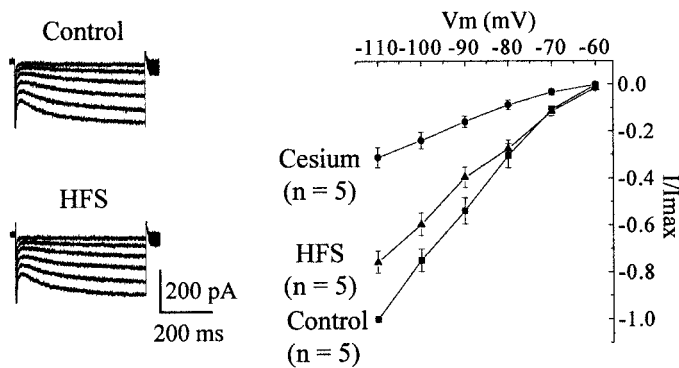 Control
HFS
200 pA
200 ms
Vm (mV)
-110 -100 -90 -80 -70 -60
0.0
-0.2
-0.4
-0.6
-0.8
-1.0
I/Imax
Cesium
(n = 5)
HFS
(n = 5)
Control
(n = 5)